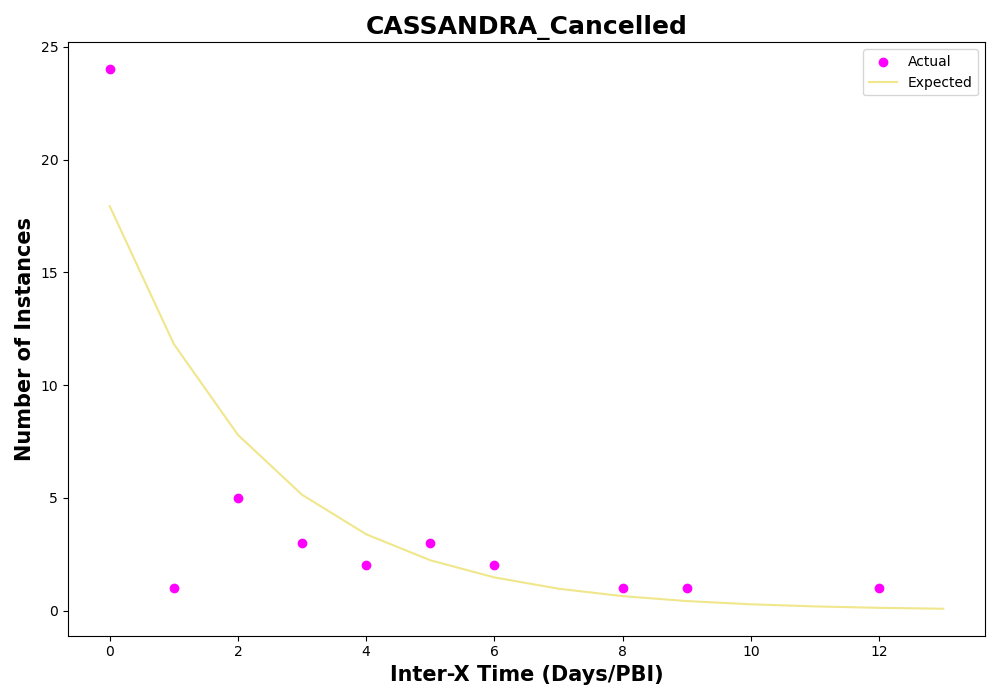 CASSANDRA_Cancelled
25
20
15
10
5
0
Number of Instances
Actual
Expected
0 2 4 6 8 10 12
Inter-X Time (Days/PBI)